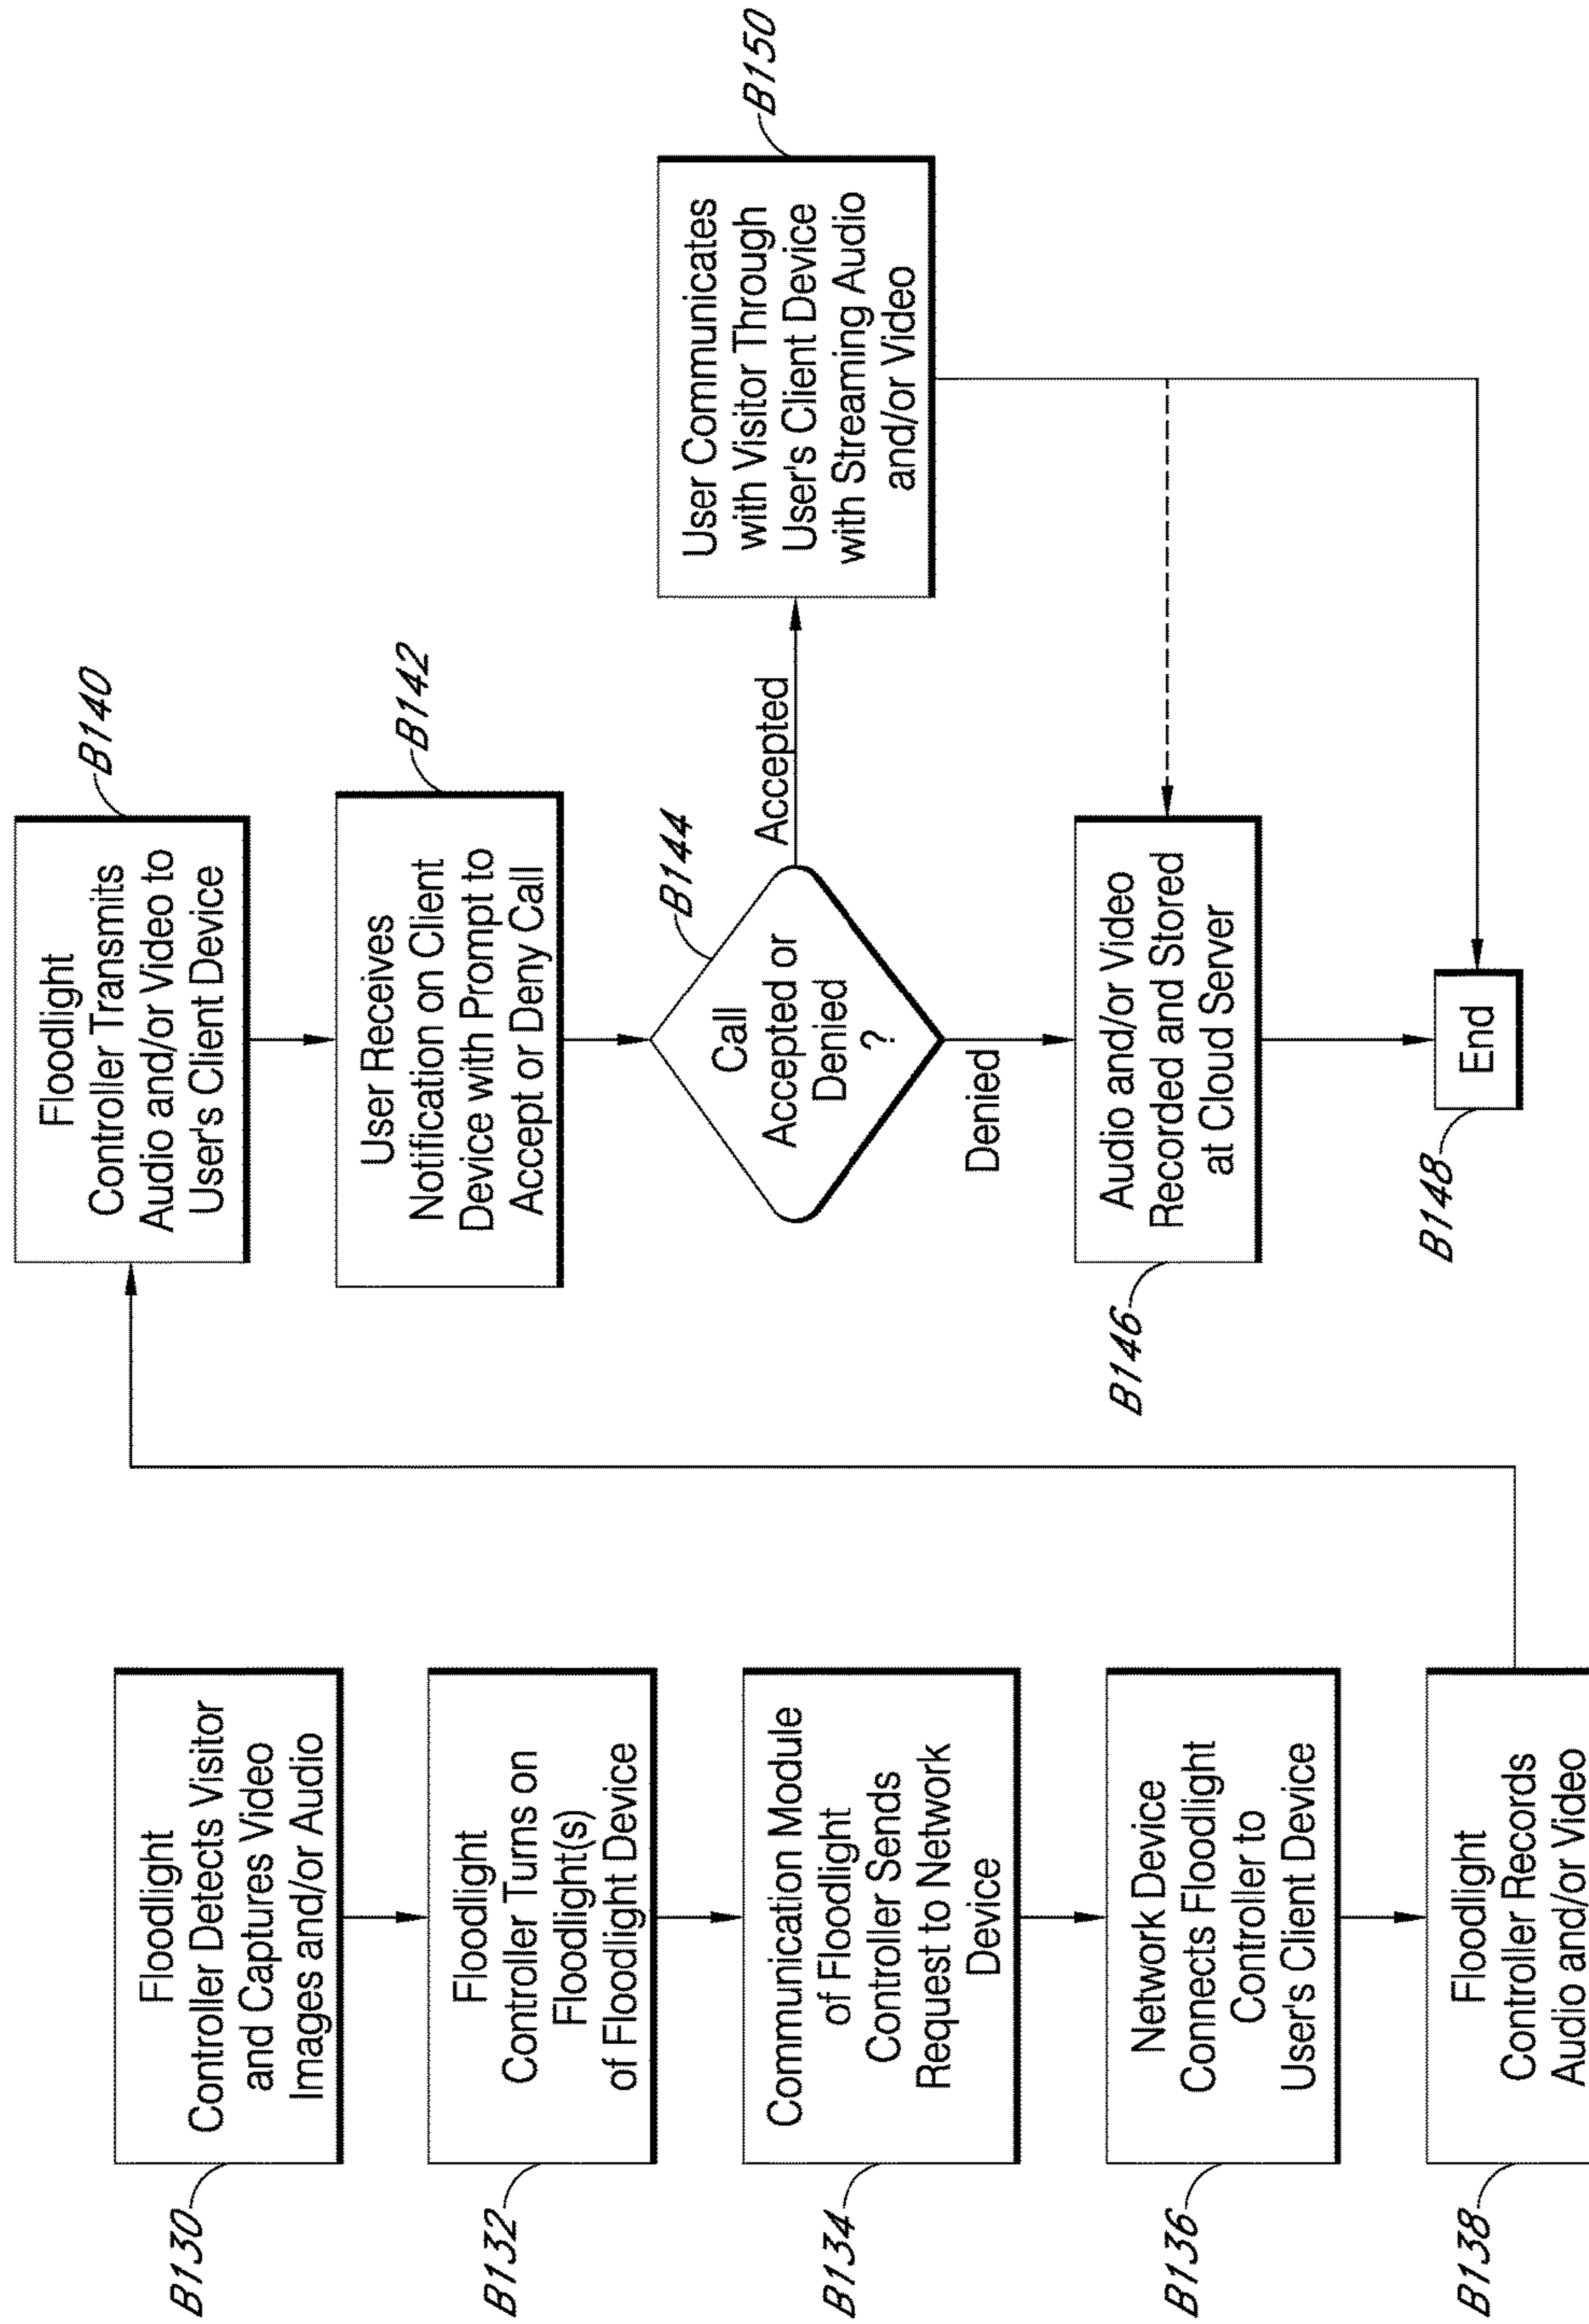 B130
Floodlight
Controller Detects Visitor
and Captures Video
Images and/or Audio
B132
Floodlight
Controller Turns on
Floodlight(s)
of Floodlight Device
B134
Communication Module
of Floodlight
Controller Sends
Request to Network
Device
B136
Network Device
Connects Floodlight
Controller to
User's Client Device
B138
Floodlight
Controller Records
Audio and/or Video
B140
Floodlight
Controller Transmits
Audio and/or Video to
User's Client Device
B142
User Receives
Notification on Client
Device with Prompt to
Accept or Deny Call
B144
Call
Accepted or
Denied
?
Accepted
Denied
B150
User Communicates
with Visitor Through
User's Client Device
with Streaming Audio
and/or Video
B146
Audio and/or Video
Recorded and Stored
at Cloud Server
B148
End